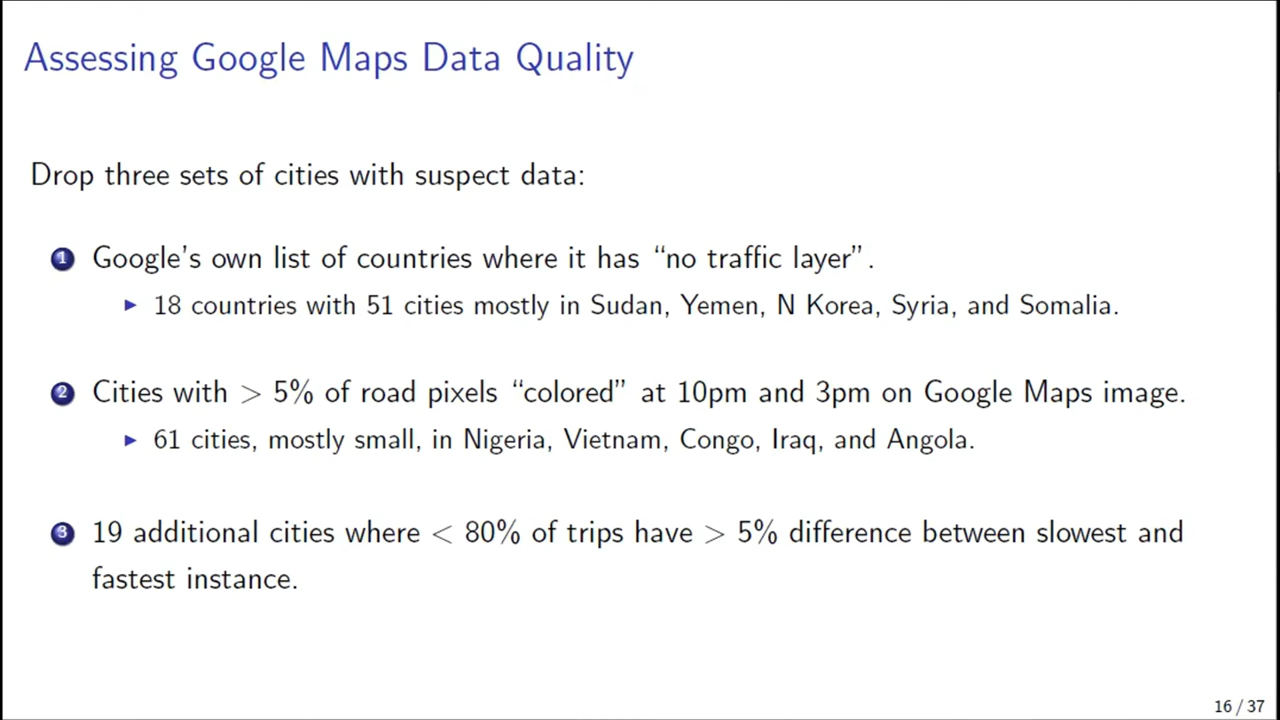 Assessing Google Maps Data Quality
Drop three sets of cities with suspect data:
1 Google's own list of countries where it has “no traffic layer”.
▶ 18 countries with 51 cities mostly in Sudan, Yemen, N Korea, Syria, and Somalia.
2 Cities with > 5% of road pixels “colored” at 10pm and 3pm on Google Maps image.
▶ 61 cities, mostly small, in Nigeria, Vietnam, Congo, Iraq, and Angola.
3 19 additional cities where < 80% of trips have > 5% difference between slowest and
fastest instance.
16 / 37